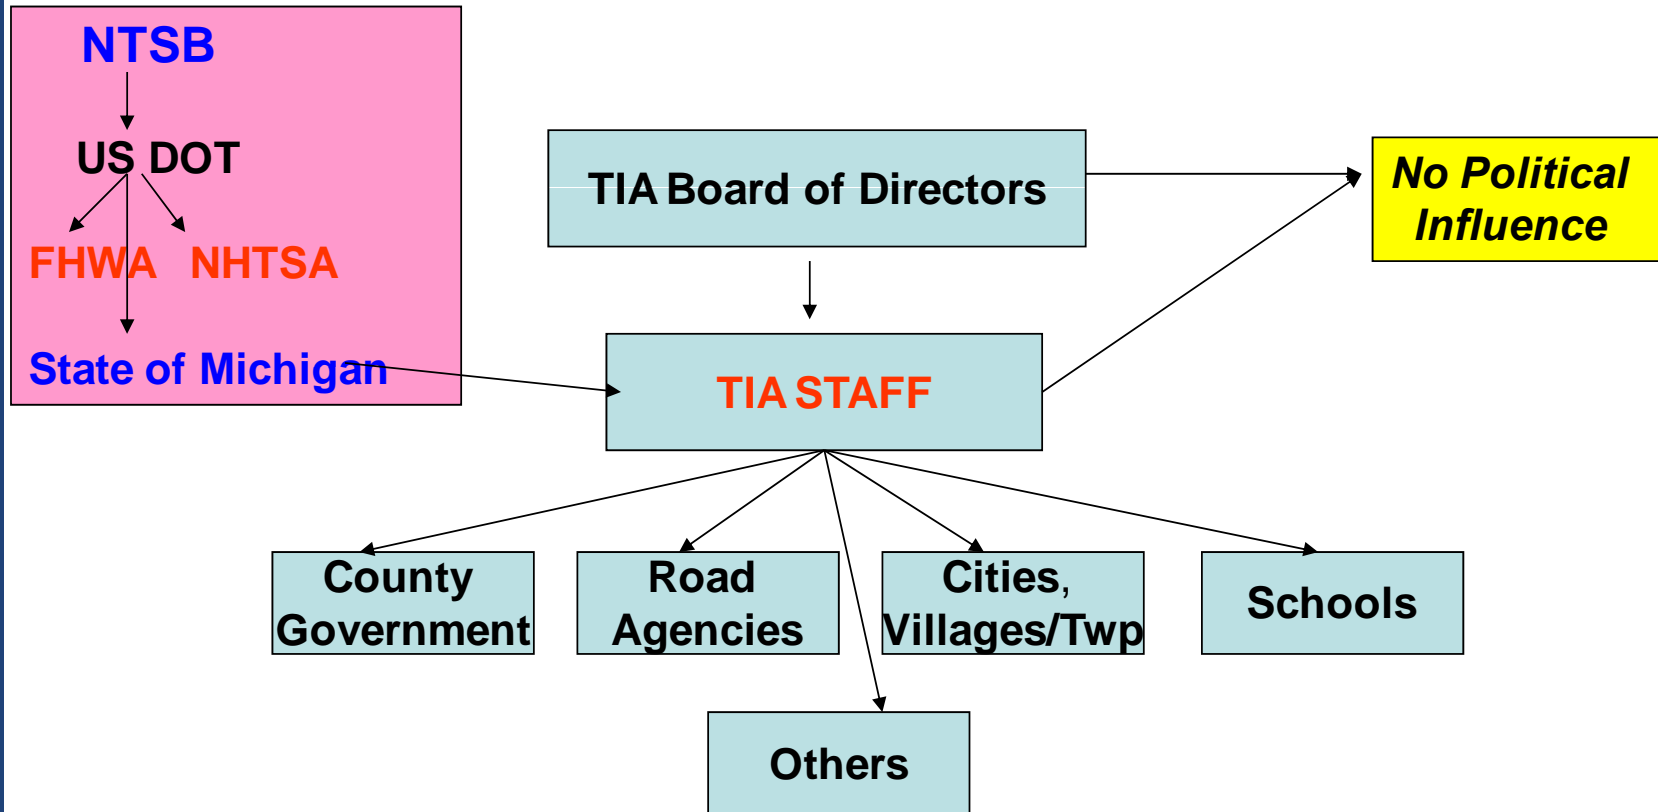 NTSB
US DOT
FHWA NHTSA
State of Michigan
TIA Board of Directors
No Political
Influence
TIA STAFF
County
Government
Road
Agencies
Cities,
Villages/Twp
Schools
Others